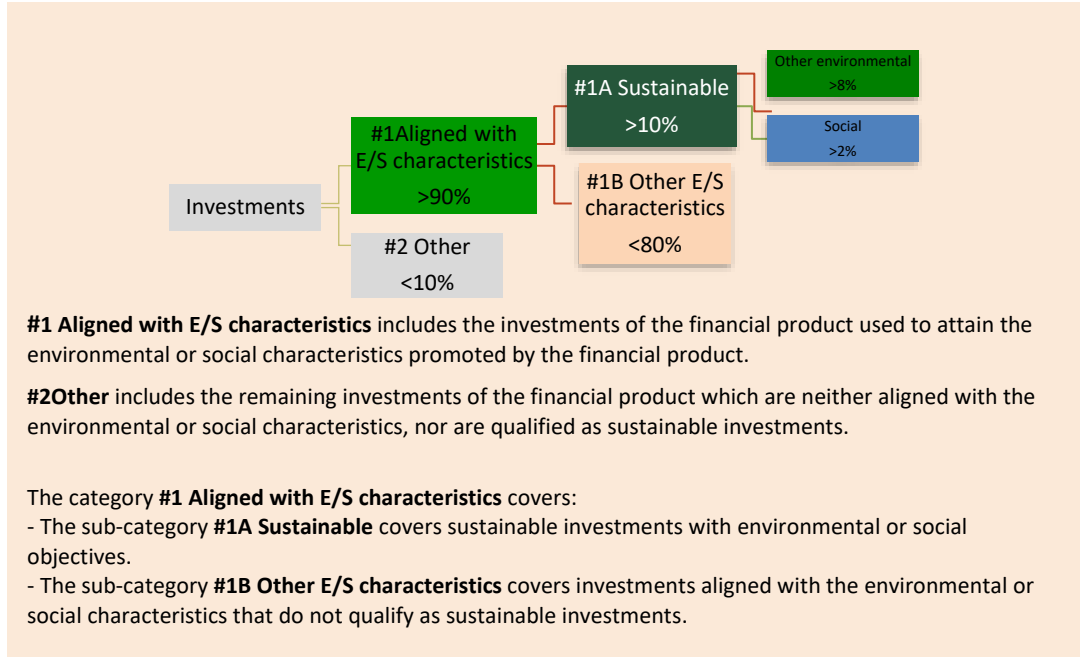 Investments
#1Aligned with
E/S characteristics
>90%
#2 Other
<10%
#1A Sustainable
>10%
#1B Other E/S
characteristics
<80%
Other environmental
>8%
Social
>2%
#1 Aligned with E/S characteristics includes the investments of the financial product used to attain the
environmental or social characteristics promoted by the financial product.
#2Other includes the remaining investments of the financial product which are neither aligned with the
environmental or social characteristics, nor are qualified as sustainable investments.
The category #1 Aligned with E/S characteristics covers:
- The sub-category #1A Sustainable covers sustainable investments with environmental or social
objectives.
- The sub-category #1B Other E/S characteristics covers investments aligned with the environmental or
social characteristics that do not qualify as sustainable investments.